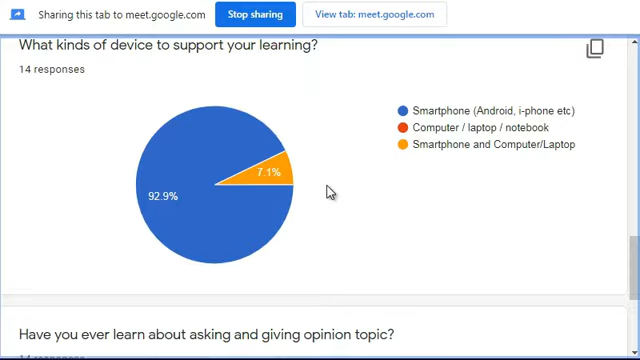 Sharing this tab to meet.google.com
Stop sharing
View tab: meet.google.com
What kinds of device to support your learning?
14 responses
Smartphone (Android, i-phone etc)
Computer / laptop / notebook
Smartphone and Computer/Laptop
7.1%
92.9%
Have you ever learn about asking and giving opinion topic?
14 responses